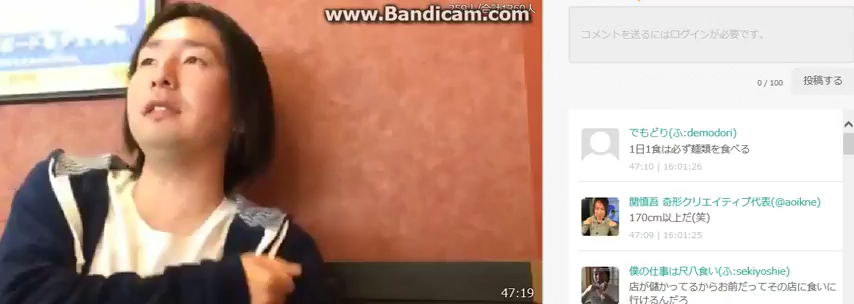 www.Bandicam.com
コメントを送るにはログインが必要です。
0 / 100
投稿する
でもどり(ふ:demodori)
1日1食は必ず麺類を食べる
47:10 | 16:01:26
関慎吾 奇形クリエイティブ代表(@aoikne)
170cm以上だ(笑)
47:09 | 16:01:25
僕の仕事は尺八食い(ふ:sekiyoshie)
店が儲かってるからお前だってその店に食いに
行けるんだろ
47:19